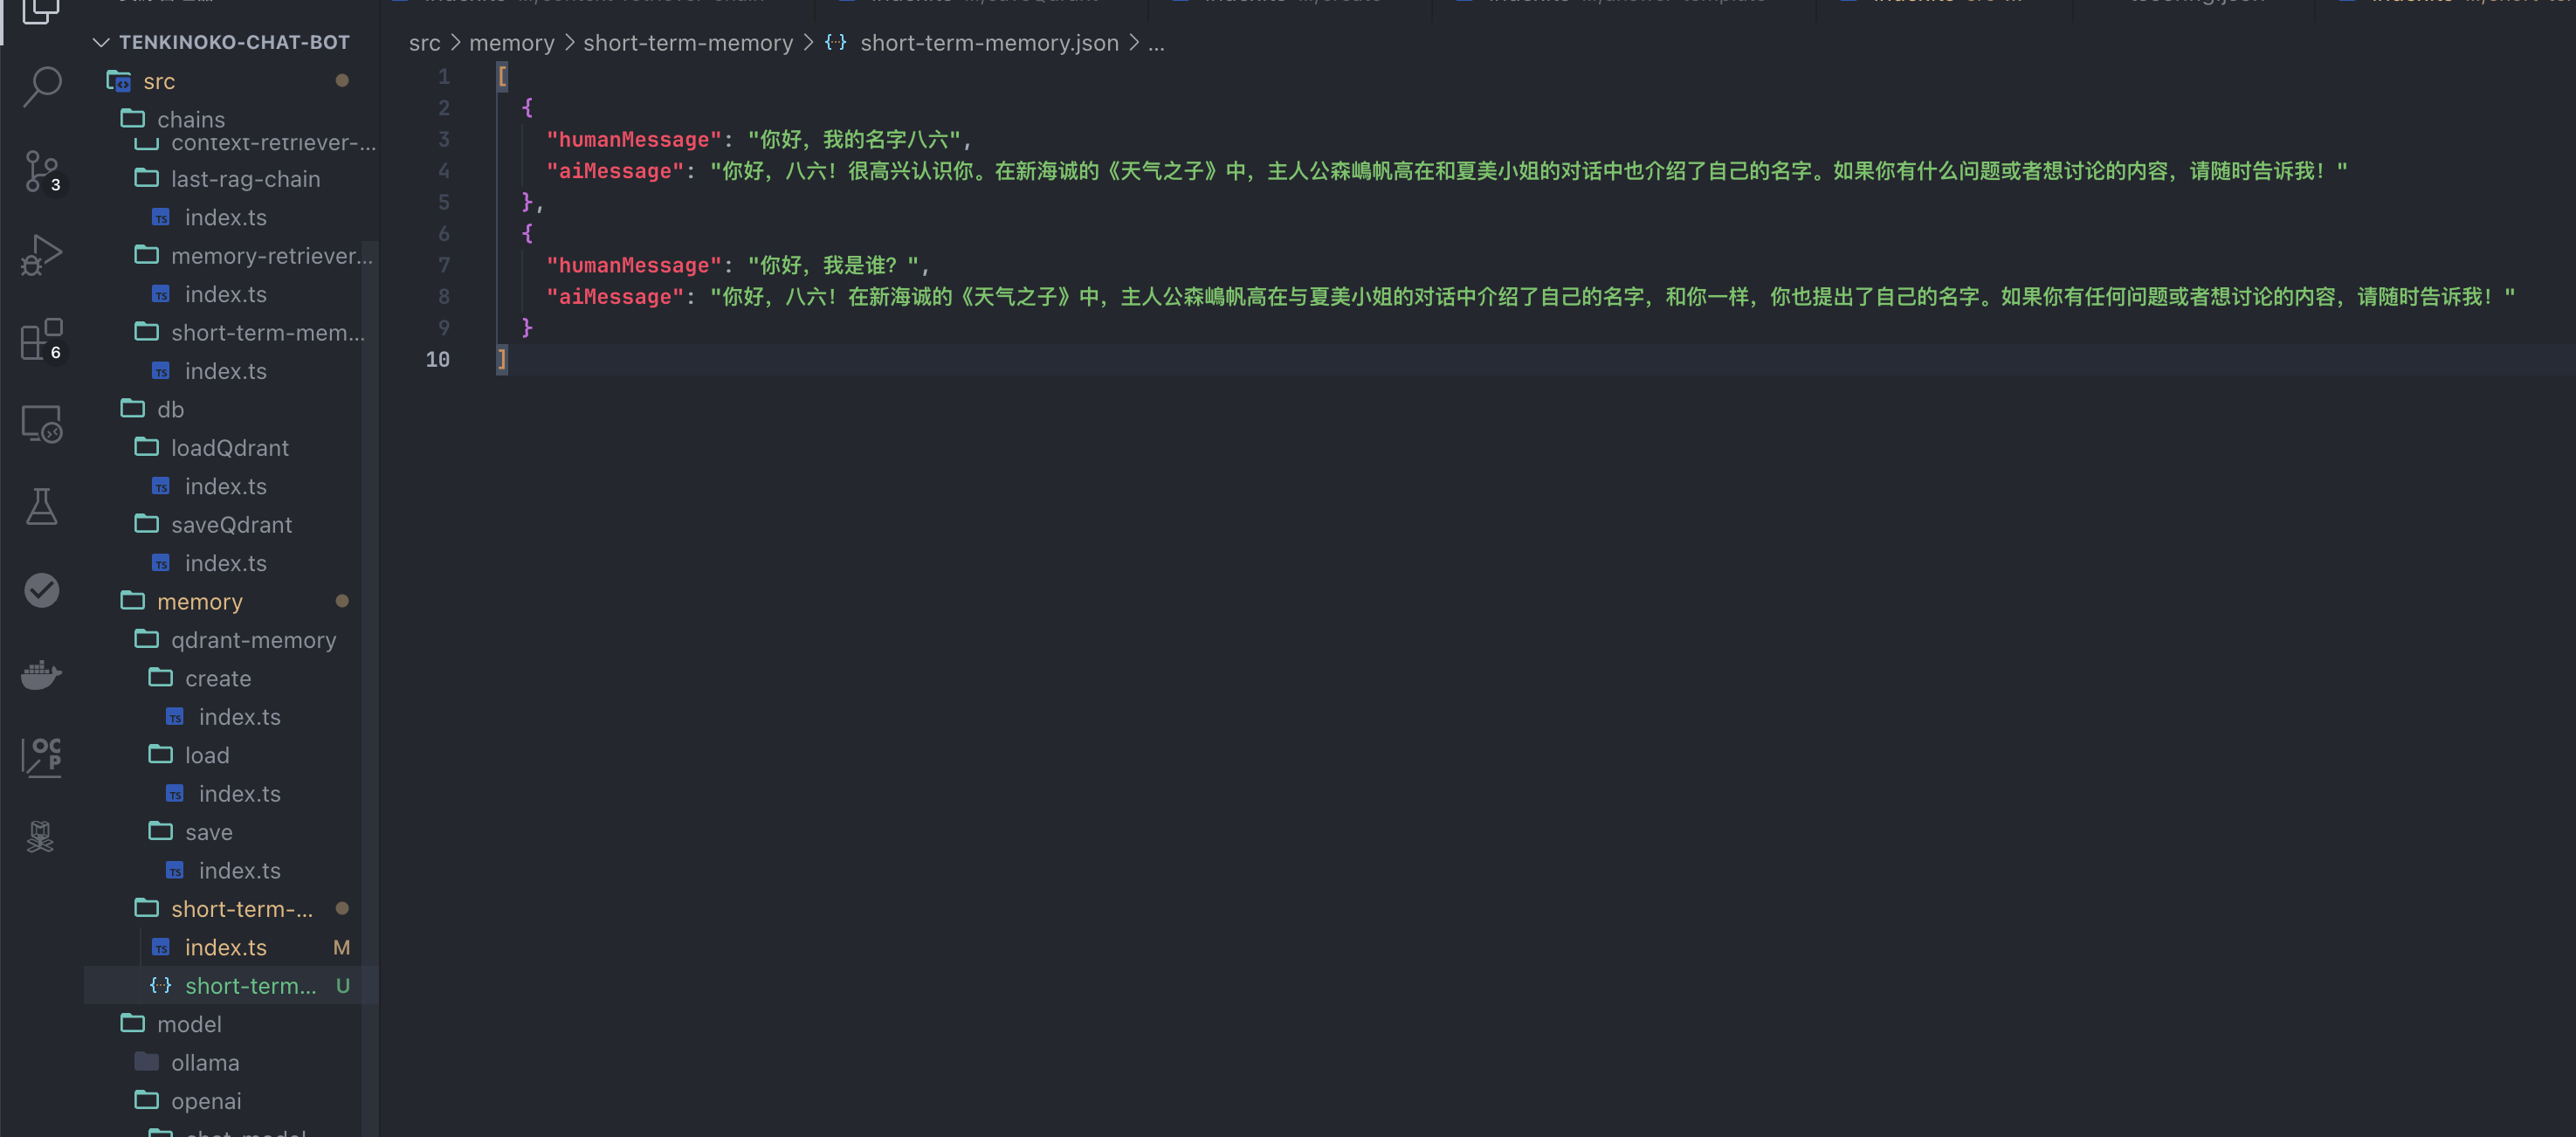 TENKINOKO-CHAT-BOT
src
chains
context-retriever-...
last-rag-chain
index.ts
memory-retriever...
index.ts
short-term-mem...
index.ts
db
loadQdrant
index.ts
saveQdrant
index.ts
memory
qdrant-memory
create
index.ts
load
index.ts
save
index.ts
short-term-...
index.ts M
short-term... U
model
ollama
openai
3
6
src > memory > short-term-memory > {··} short-term-memory.json > ...
1 [
2 {
3 "humanMessage": "你好，我的名字八六",
4 "aiMessage": "你好，八六！很高兴认识你。在新海诚的《天气之子》中，主人公森嶋帆高在和夏美小姐的对话中也介绍了自己的名字。如果你有什么问题或者想讨论的内容，请随时告诉我！"
5 },
6 {
7 "humanMessage": "你好，我是谁？",
8 "aiMessage": "你好，八六！在新海诚的《天气之子》中，主人公森嶋帆高在与夏美小姐的对话中介绍了自己的名字，和你一样，你也提出了自己的名字。如果你有任何问题或者想讨论的内容，请随时告诉我！"
9 }
10 ]